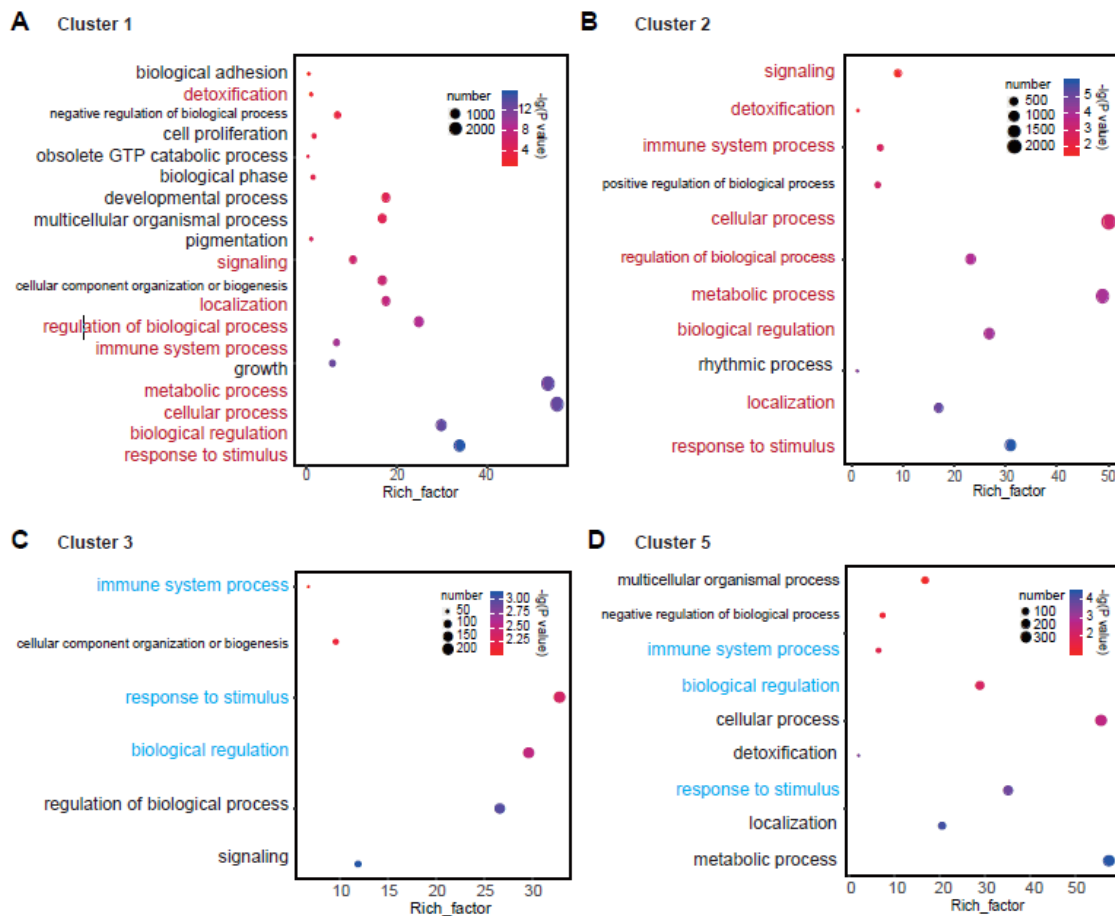 A Cluster 1
biological adhesion
detoxification
negative regulation of biological process
cell proliferation
obsolete GTP catabolic process
biological phase
developmental process
multicellular organismal process
pigmentation
signaling
cellular component organization or biogenesis
localization
regulation of biological process
immune system process
growth
metabolic process
cellular process
biological regulation
response to stimulus
number
1000
2000
12
8
4
-lg(P value)
0 20 40
Rich_factor
B Cluster 2
signaling
detoxification
immune system process
positive regulation of biological process
cellular process
regulation of biological process
metabolic process
biological regulation
rhythmic process
localization
response to stimulus
number
500
1000
1500
2000
5
4
3
2
-lg(P value)
0 10 20 30 40 50
Rich_factor
C Cluster 3
immune system process
cellular component organization or biogenesis
response to stimulus
biological regulation
regulation of biological process
signaling
number
50
100
150
200
3.00
2.75
2.50
2.25
-lg(P value)
10 15 20 25 30
Rich_factor
D Cluster 5
multicellular organismal process
negative regulation of biological process
immune system process
biological regulation
cellular process
detoxification
response to stimulus
localization
metabolic process
number
100
200
300
4
3
2
-lg(P value)
0 10 20 30 40 50
Rich_factor